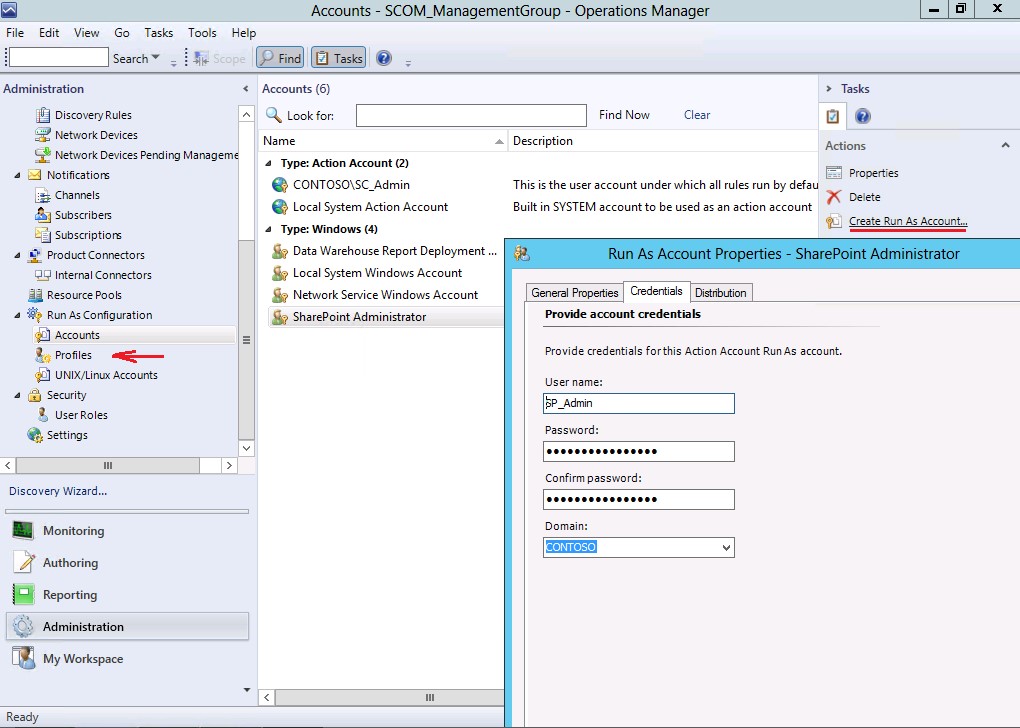 Accounts - SCOM_ManagementGroup - Operations Manager
File Edit View Go Tasks Tools Help
Search Scope Find Tasks
Administration
Discovery Rules
Network Devices
Network Devices Pending Manageme
Notifications
Channels
Subscribers
Subscriptions
Product Connectors
Internal Connectors
Resource Pools
Run As Configuration
Accounts
Profiles
UNIX/Linux Accounts
Security
User Roles
Settings
Discovery Wizard...
Monitoring
Authoring
Reporting
Administration
My Workspace
Ready
Accounts (6)
Look for: Find Now Clear
Name Description
Type: Action Account (2)
CONTOSO\SC_Admin This is the user account under which all rules run by defau
Local System Action Account Built in SYSTEM account to be used as an action account
Type: Windows (4)
Data Warehouse Report Deployment ...
Local System Windows Account
Network Service Windows Account
SharePoint Administrator
Tasks
Actions
Properties
Delete
Create Run As Account...
Run As Account Properties - SharePoint Administrator
General Properties Credentials Distribution
Provide account credentials
Provide credentials for this Action Account Run As account.
User name:
SP_Admin
Password:
••••••••••••••••
Confirm password:
••••••••••••••••
Domain:
CONTOSO